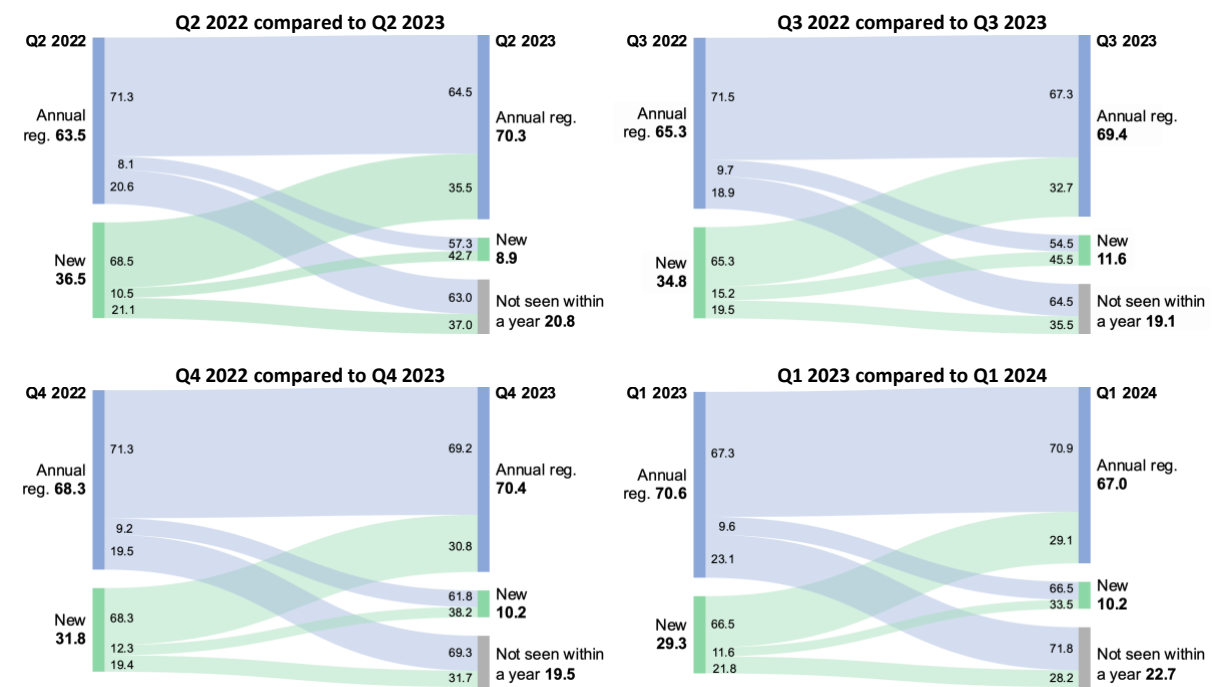 Q2 2022 compared to Q2 2023
Q2 2022
Q2 2023
Annual
reg. 63.5
71.3
8.1
20.6
New
36.5
68.5
10.5
21.1
64.5
35.5
Annual reg.
70.3
57.3
42.7
New
8.9
63.0
37.0
Not seen within
a year 20.8
Q3 2022 compared to Q3 2023
Q3 2022
Q3 2023
Annual
reg. 65.3
71.5
9.7
18.9
New
34.8
65.3
15.2
19.5
67.3
32.7
Annual reg.
69.4
54.5
45.5
New
11.6
64.5
35.5
Not seen within
a year 19.1
Q4 2022 compared to Q4 2023
Q4 2022
Q4 2023
Annual
reg. 68.3
71.3
9.2
19.5
New
31.8
68.3
12.3
19.4
69.2
30.8
Annual reg.
70.4
61.8
38.2
New
10.2
69.3
31.7
Not seen within
a year 19.5
Q1 2023 compared to Q1 2024
Q1 2023
Q1 2024
Annual
reg. 70.6
67.3
9.6
23.1
New
29.3
66.5
11.6
21.8
70.9
29.1
Annual reg.
67.0
66.5
33.5
New
10.2
71.8
28.2
Not seen within
a year 22.7